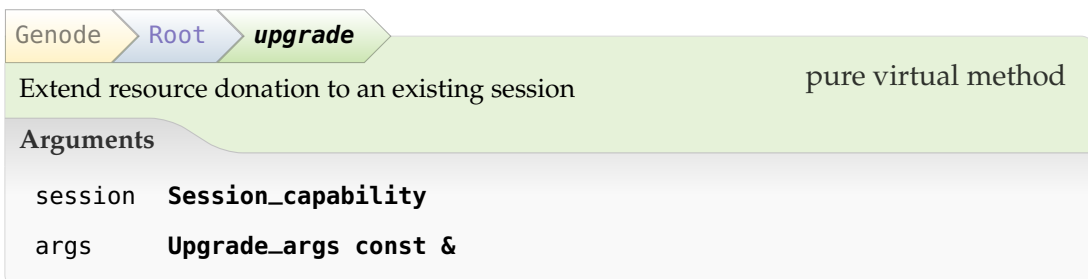 Genode Root upgrade
Extend resource donation to an existing session pure virtual method
Arguments
session Session_capability
args Upgrade_args const &